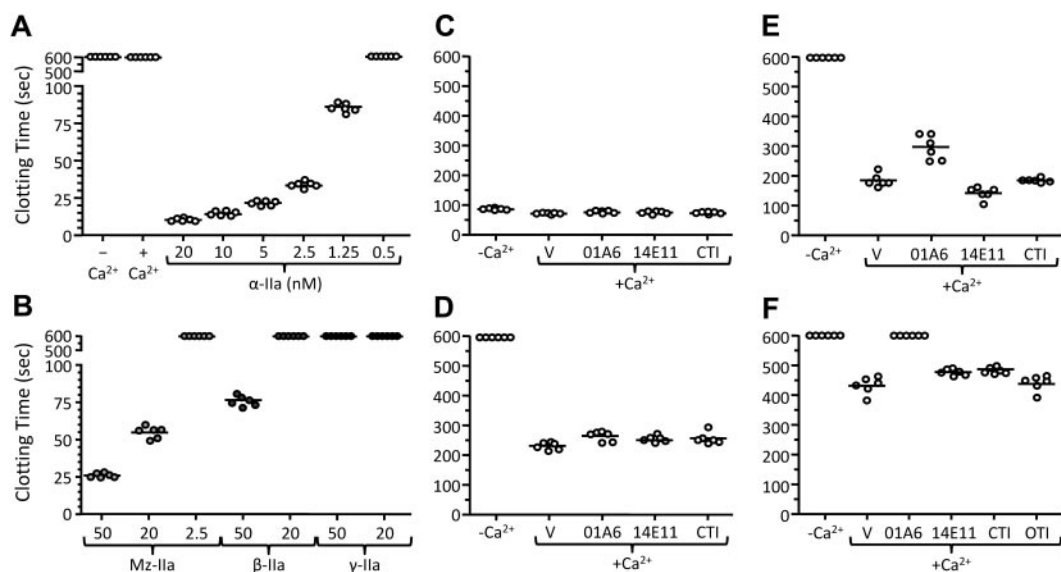 A
Clotting Time (sec)
600
500
100
75
50
25
0
−
Ca²⁺
+
Ca²⁺
20 10 5 2.5 1.25 0.5
α-IIa (nM)
B
Clotting Time (sec)
600
500
100
75
50
25
0
50 20 2.5 50 20 50 20
Mz-IIa β-IIa γ-IIa
C
600
500
400
300
200
100
0
-Ca²⁺ V 01A6 14E11 CTI
+Ca²⁺
D
600
500
400
300
200
100
0
-Ca²⁺ V 01A6 14E11 CTI
+Ca²⁺
E
600
500
400
300
200
100
0
-Ca²⁺ V 01A6 14E11 CTI
+Ca²⁺
F
600
500
400
300
200
100
0
-Ca²⁺ V 01A6 14E11 CTI OTI
+Ca²⁺